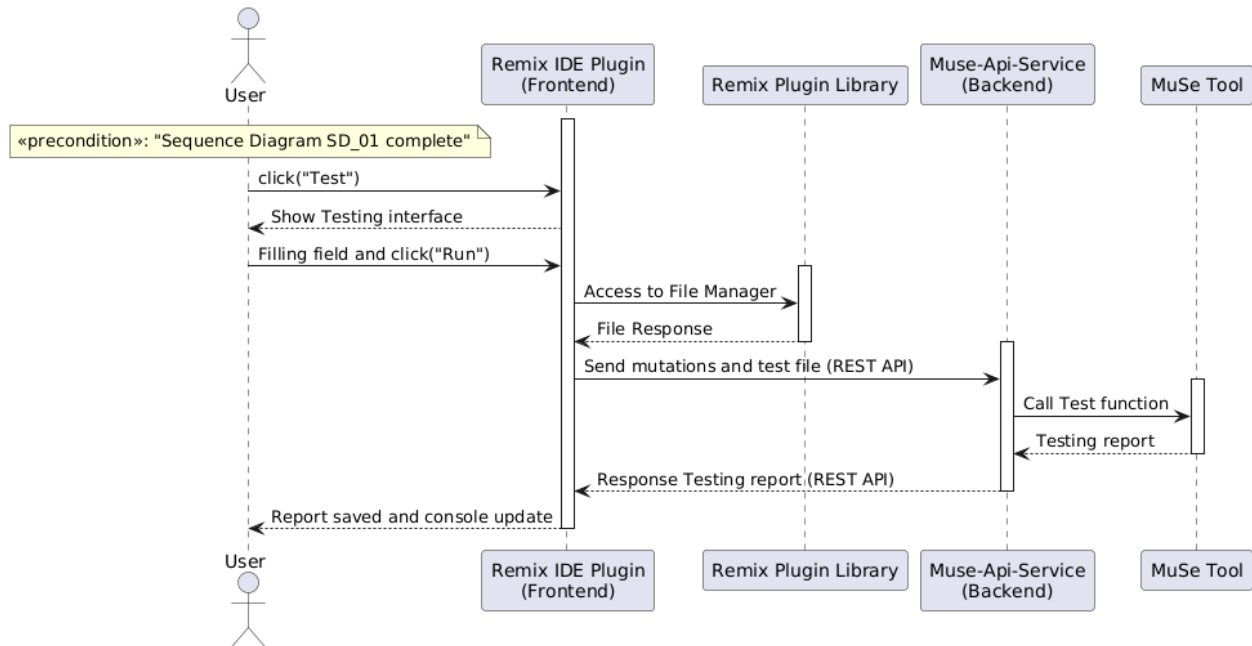 User
Remix IDE Plugin
(Frontend)
Remix Plugin Library
Muse-Api-Service
(Backend)
MuSe Tool
«precondition»: "Sequence Diagram SD_01 complete"
click("Test")
Show Testing interface
Filling field and click("Run")
Access to File Manager
File Response
Send mutations and test file (REST API)
Call Test function
Testing report
Response Testing report (REST API)
Report saved and console update
User
Remix IDE Plugin
(Frontend)
Remix Plugin Library
Muse-Api-Service
(Backend)
MuSe Tool